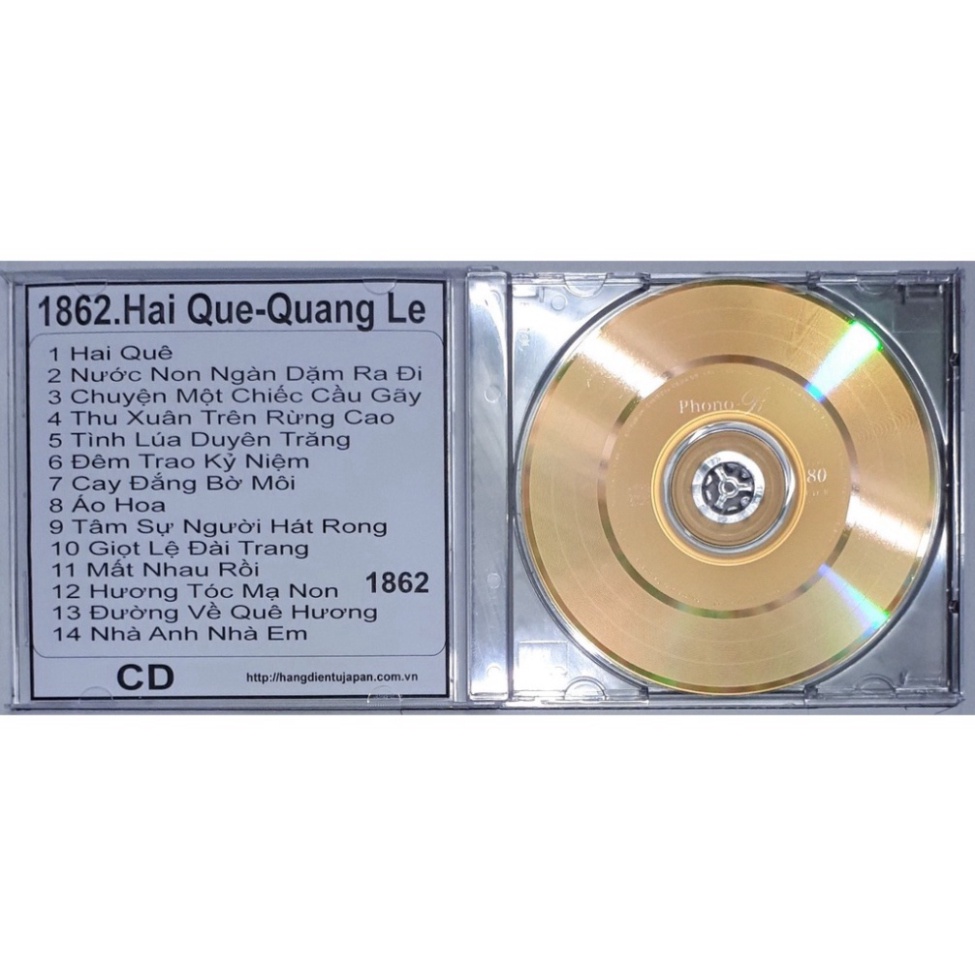 1862.Hai Que-Quang Le
1 Hai Quê
2 Nước Non Ngàn Dặm Ra Đi
3 Chuyện Một Chiếc Cầu Gãy
4 Thu Xuân Trên Rừng Cao
5 Tình Lúa Duyên Trăng
6 Đêm Trao Kỷ Niệm
7 Cay Đắng Bờ Môi
8 Áo Hoa
9 Tâm Sự Người Hát Rong
10 Giọt Lệ Đài Trang
11 Mất Nhau Rồi
12 Hương Tóc Mạ Non
13 Đường Về Quê Hương
14 Nhà Anh Nhà Em
1862
CD
http://hangdientujapan.com.vn
Phono
80